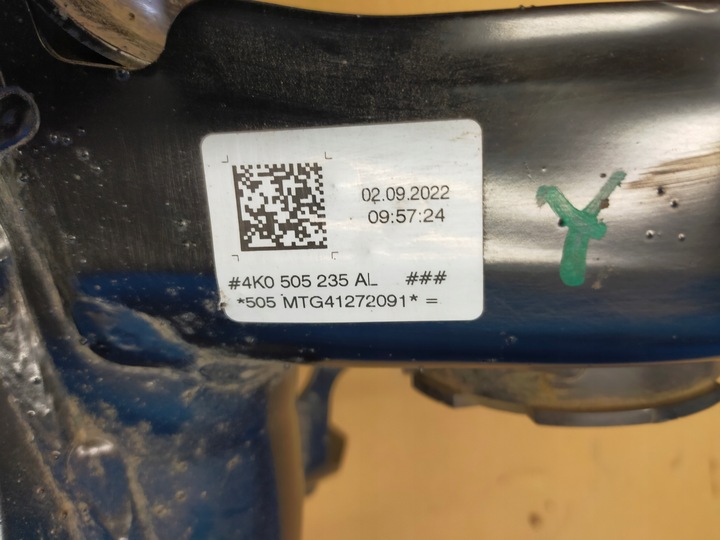 02.09.2022
09:57:24
#4K0 505 235 AL ###
*505 MTG41272091* =
Y